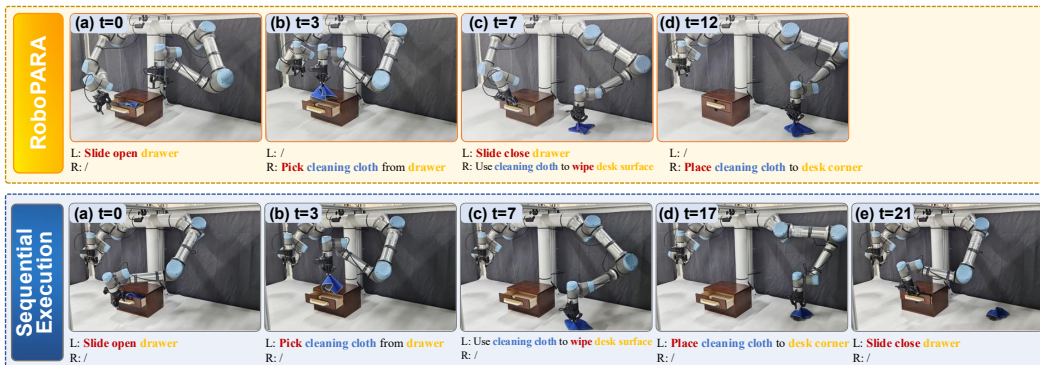 RoboPARA
(a) t=0
(b) t=3
(c) t=7
(d) t=12
L: Slide open drawer
R: /
L: /
R: Pick cleaning cloth from drawer
L: Slide close drawer
R: Use cleaning cloth to wipe desk surface
L: /
R: Place cleaning cloth to desk corner
Sequential
Execution
(a) t=0
(b) t=3
(c) t=7
(d) t=17
(e) t=21
L: Slide open drawer
R: /
L: Pick cleaning cloth from drawer
R: /
L: Use cleaning cloth to wipe desk surface
R: /
L: Place cleaning cloth to desk corner
R: /
L: Slide close drawer
R: /